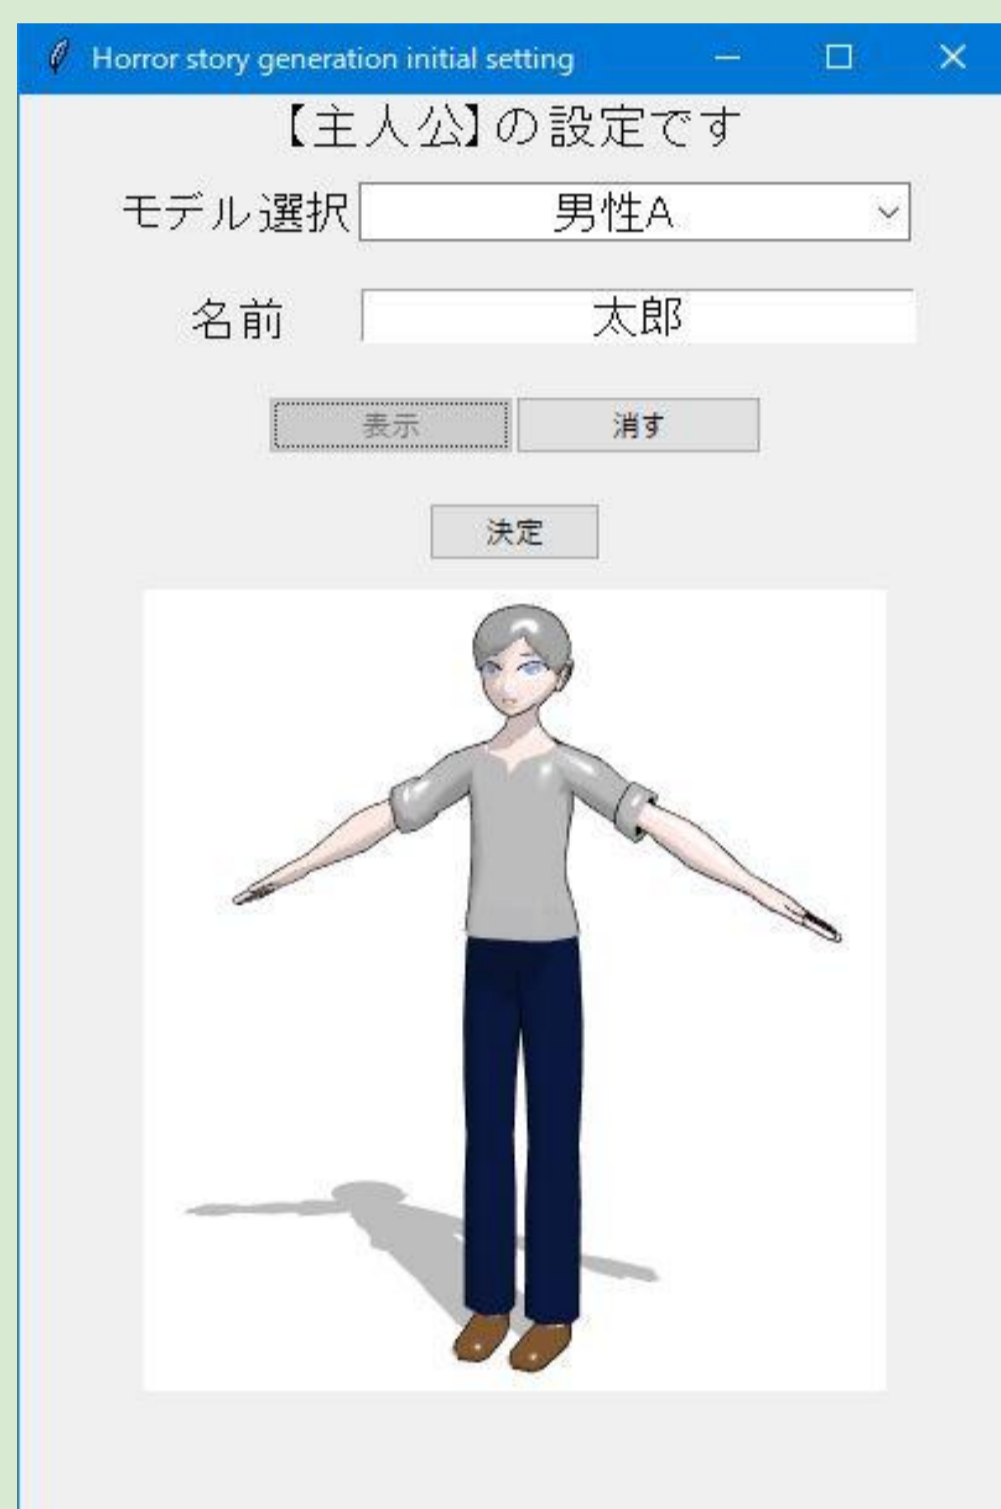 Horror story generation initial setting
【主人公】の設定です
モデル選択 男性A
名前 太郎
表示 消す
決定